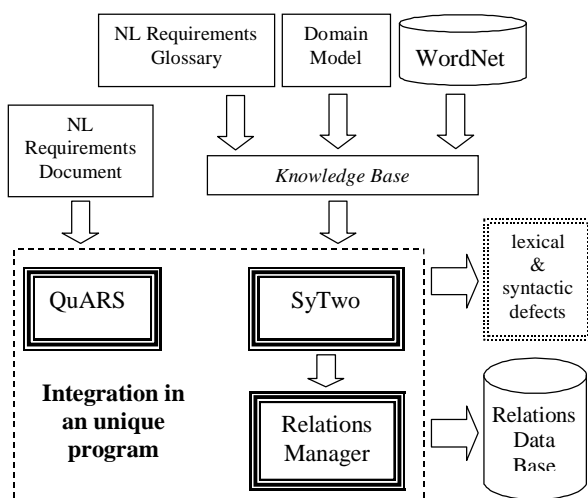 NL Requirements
Glossary
Domain
Model
WordNet
NL
Requirements
Document
Knowledge Base
QuARS
SyTwo
lexical
&
syntactic
defects
Integration in
an unique
program
Relations
Manager
Relations
Data
Base